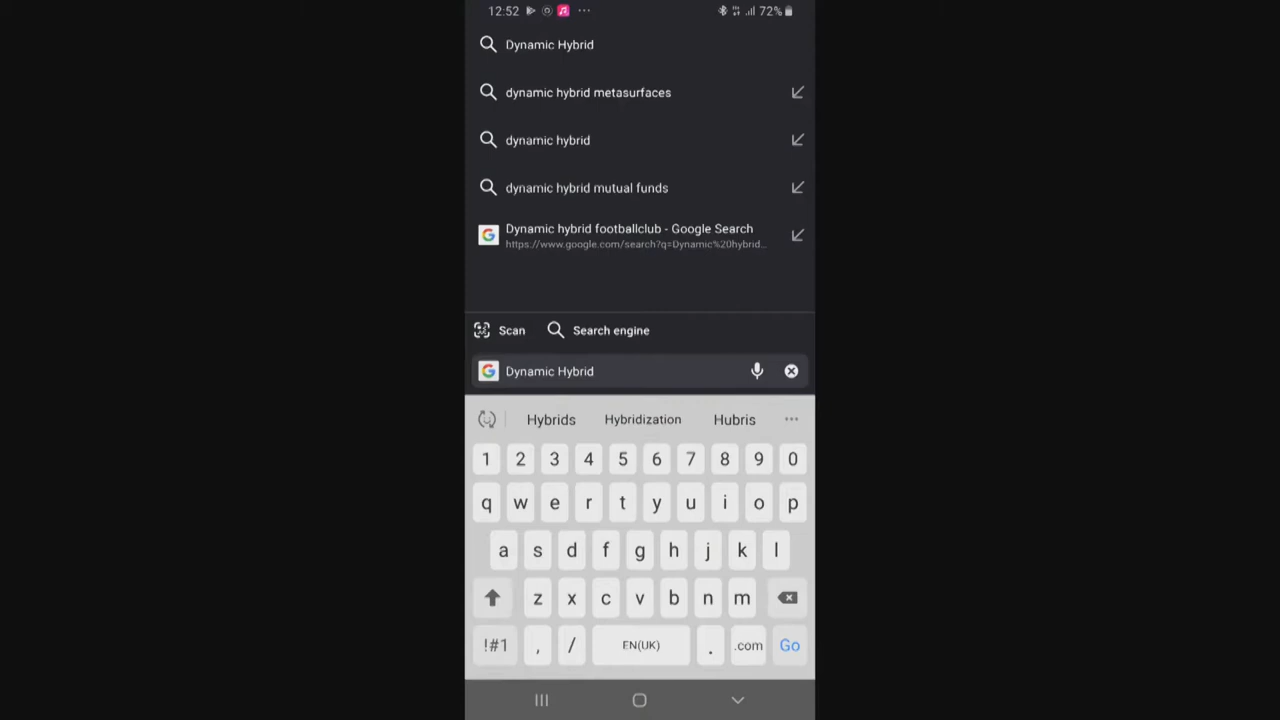 12:52 ... 72%
Dynamic Hybrid
dynamic hybrid metasurfaces
dynamic hybrid
dynamic hybrid mutual funds
Dynamic hybrid footballclub - Google Search
https://www.google.com/search?q=Dynamic%20hybrid...
Scan Search engine
Dynamic Hybrid
Hybrids Hybridization Hubris ...
1 2 3 4 5 6 7 8 9 0
q w e r t y u i o p
a s d f g h j k l
z x c v b n m
!#1 , / EN(UK) . .com Go